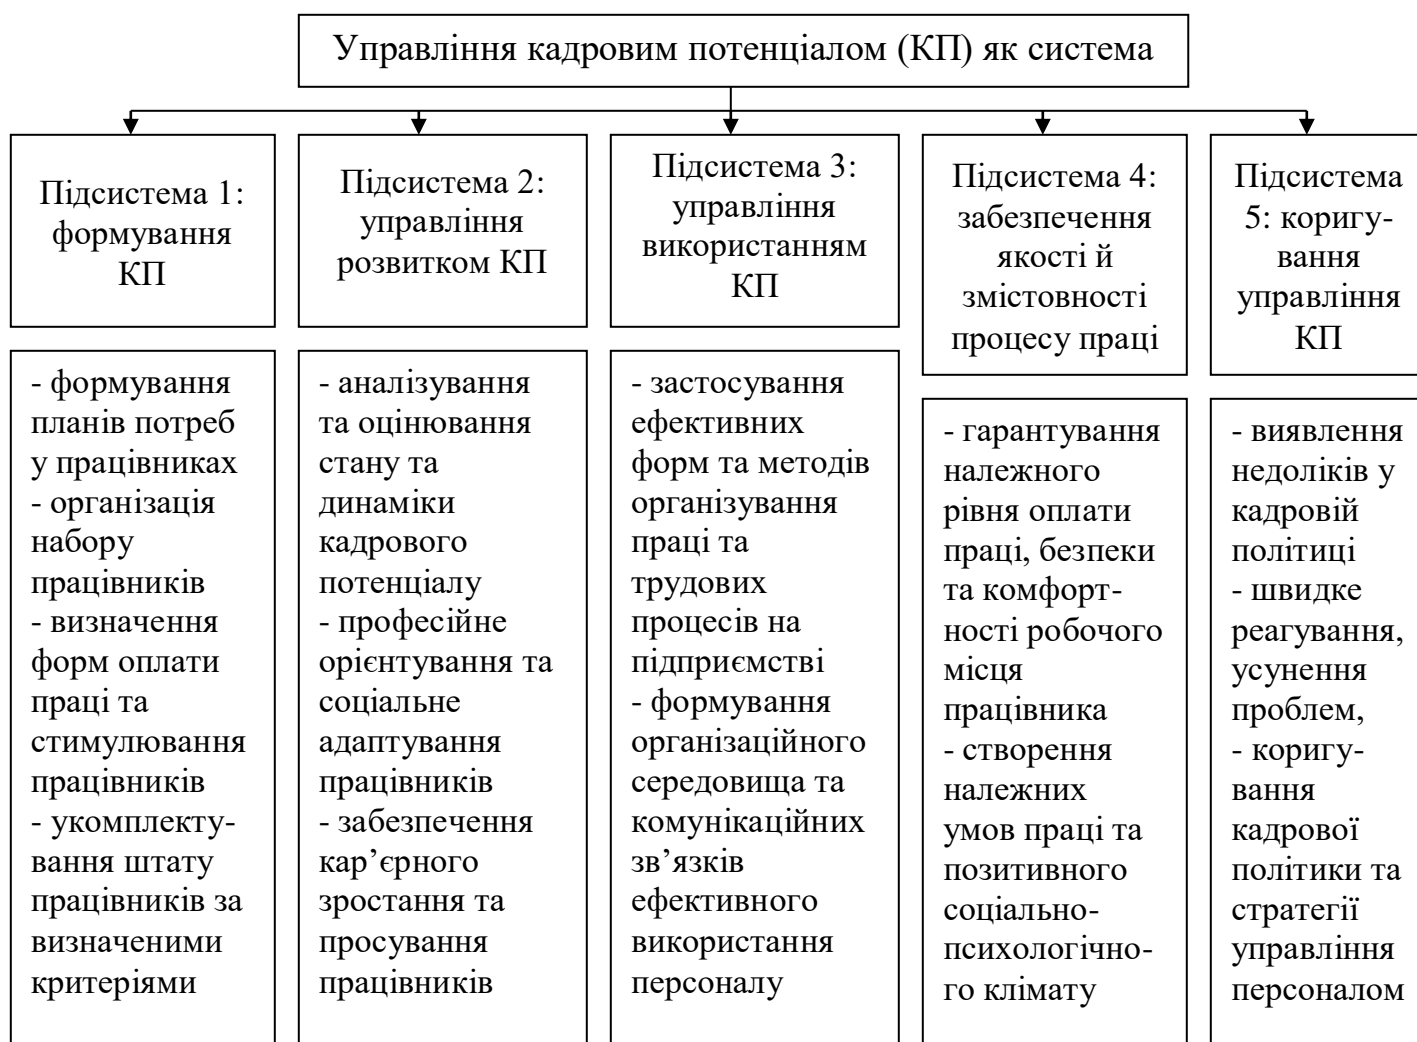 Управління кадровим потенціалом (КП) як система
Підсистема 1:
формування
КП
Підсистема 2:
управління
розвитком КП
Підсистема 3:
управління
використанням
КП
Підсистема 4:
забезпечення
якості й
змістовності
процесу праці
Підсистема
5: коригу-
вання
управління
КП
- формування
планів потреб
у працівниках
- організація
набору
працівників
- визначення
форм оплати
праці та
стимулювання
працівників
- укомплекту-
вання штату
працівників за
визначеними
критеріями
- аналізування
та оцінювання
стану та
динаміки
кадрового
потенціалу
- професійне
орієнтування та
соціальне
адаптування
працівників
- забезпечення
кар’єрного
зростання та
просування
працівників
- застосування
ефективних
форм та методів
організування
праці та
трудових
процесів на
підприємстві
- формування
організаційного
середовища та
комунікаційних
зв’язків
ефективного
використання
персоналу
- гарантування
належного
рівня оплати
праці, безпеки
та комфорт-
ності робочого
місця
працівника
- створення
належних
умов праці та
позитивного
соціально-
психологічно-
го клімату
- виявлення
недоліків у
кадровій
політиці
- швидке
реагування,
усунення
проблем,
- коригу-
вання
кадрової
політики та
стратегії
управління
персоналом